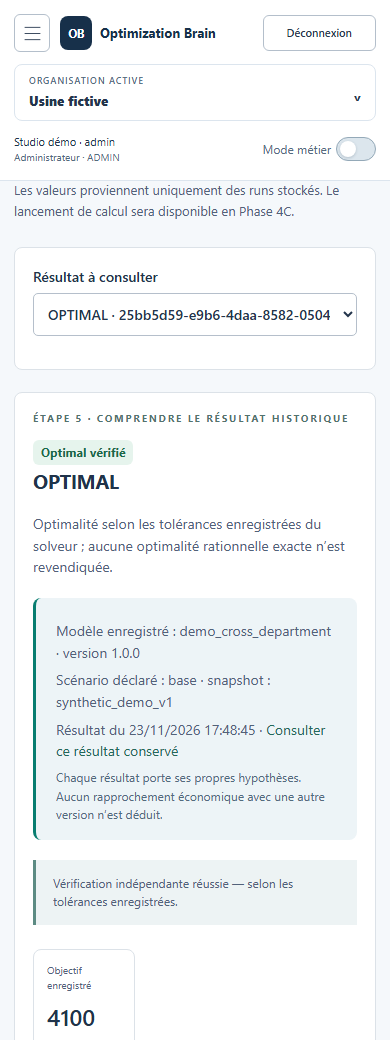 OB Optimization Brain
Déconnexion
ORGANISATION ACTIVE
Usine fictive
Studio démo · admin
Administrateur · ADMIN
Mode métier
Les valeurs proviennent uniquement des runs stockés. Le
lancement de calcul sera disponible en Phase 4C.
Résultat à consulter
OPTIMAL · 25bb5d59-e9b6-4daa-8582-0504
ÉTAPE 5 · COMPRENDRE LE RÉSULTAT HISTORIQUE
Optimal vérifié
OPTIMAL
Optimalité selon les tolérances enregistrées du
solveur ; aucune optimalité rationnelle exacte n’est
revendiquée.
Modèle enregistré : demo_cross_department
· version 1.0.0
Scénario déclaré : base · snapshot :
synthetic_demo_v1
Résultat du 23/11/2026 17:48:45 · Consulter
ce résultat conservé
Chaque résultat porte ses propres hypothèses.
Aucun rapprochement économique avec une autre
version n’est déduit.
Vérification indépendante réussie — selon les
tolérances enregistrées.
Objectif
enregistré
4100